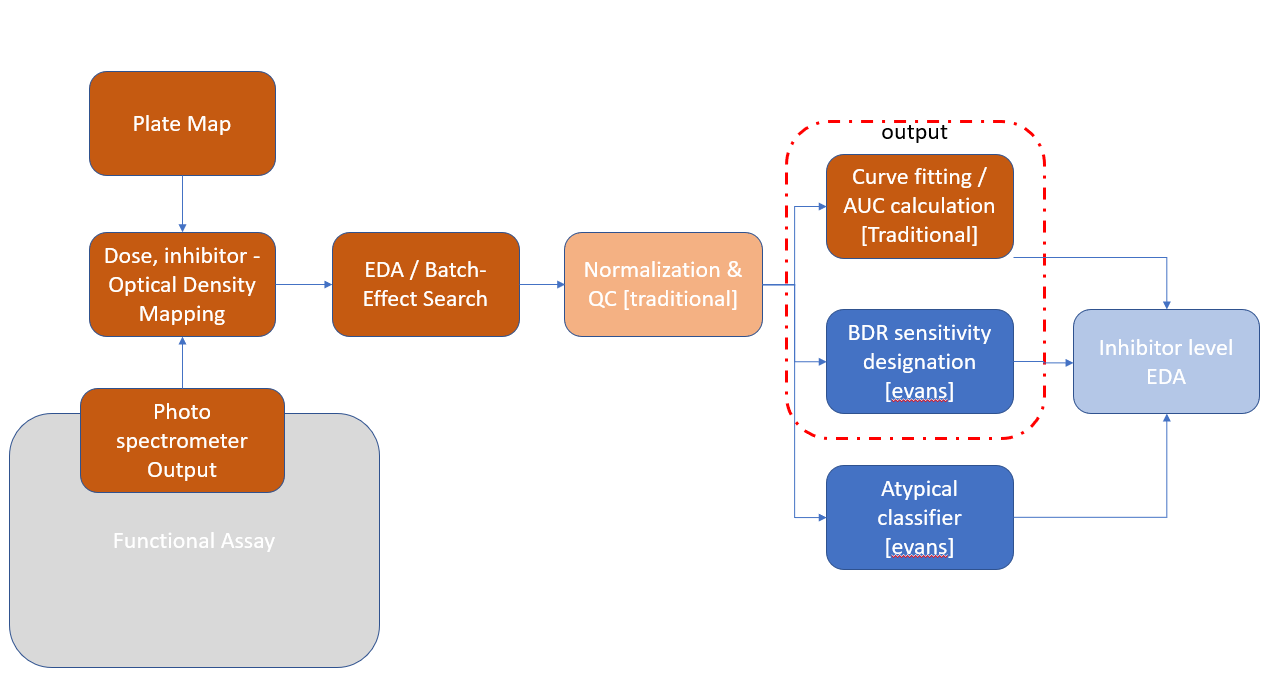 Plate Map
Dose, inhibitor -
Optical Density
Mapping
Photo
spectrometer
Output
Functional Assay
EDA / Batch-
Effect Search
Normalization &
QC [traditional]
output
Curve fitting /
AUC calculation
[Traditional]
BDR sensitivity
designation
[evans]
Atypical
classifier
[evans]
Inhibitor level
EDA